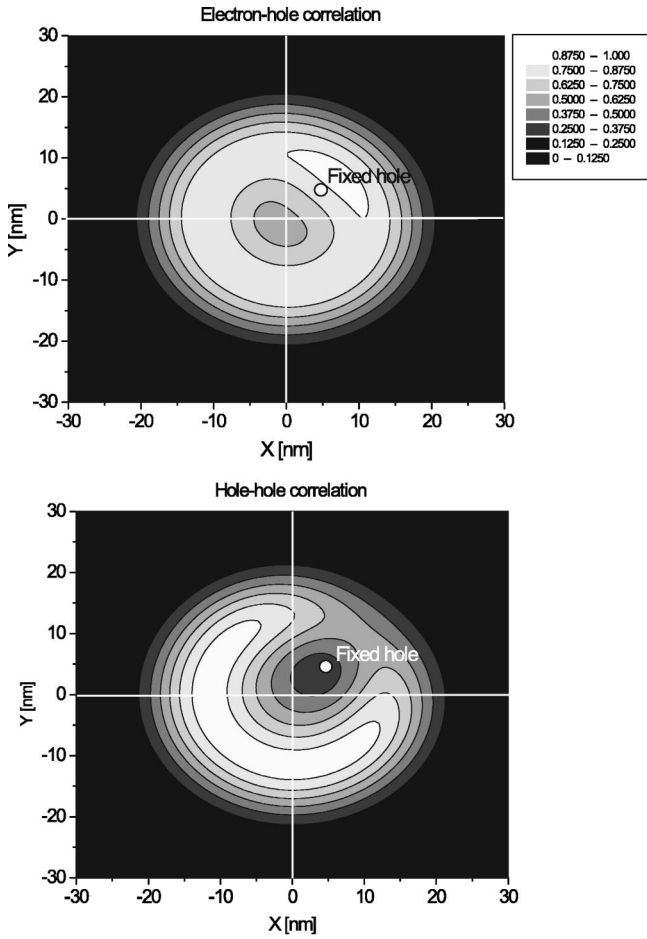 Electron-hole correlation
30
20
10
0
-10
-20
-30
Y [nm]
Fixed hole
-30 -20 -10 0 10 20 30
X [nm]
0.8750 – 1.000
0.7500 – 0.8750
0.6250 – 0.7500
0.5000 – 0.6250
0.3750 – 0.5000
0.2500 – 0.3750
0.1250 – 0.2500
0 – 0.1250
Hole-hole correlation
30
20
10
0
-10
-20
-30
Y [nm]
Fixed hole
-30 -20 -10 0 10 20 30
X [nm]